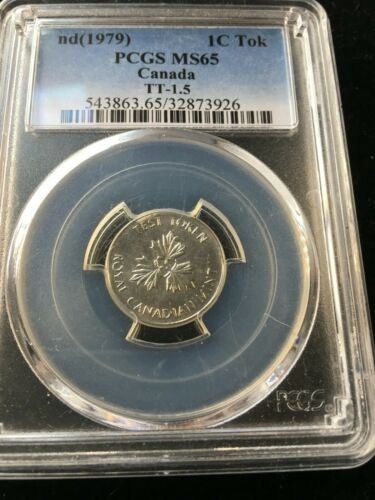 nd(1979) 1C Tok
PCGS MS65
Canada
TT-1.5
543863.65/32873926
TEST TOKEN
ROYAL CANADIAN MINT
PCGS